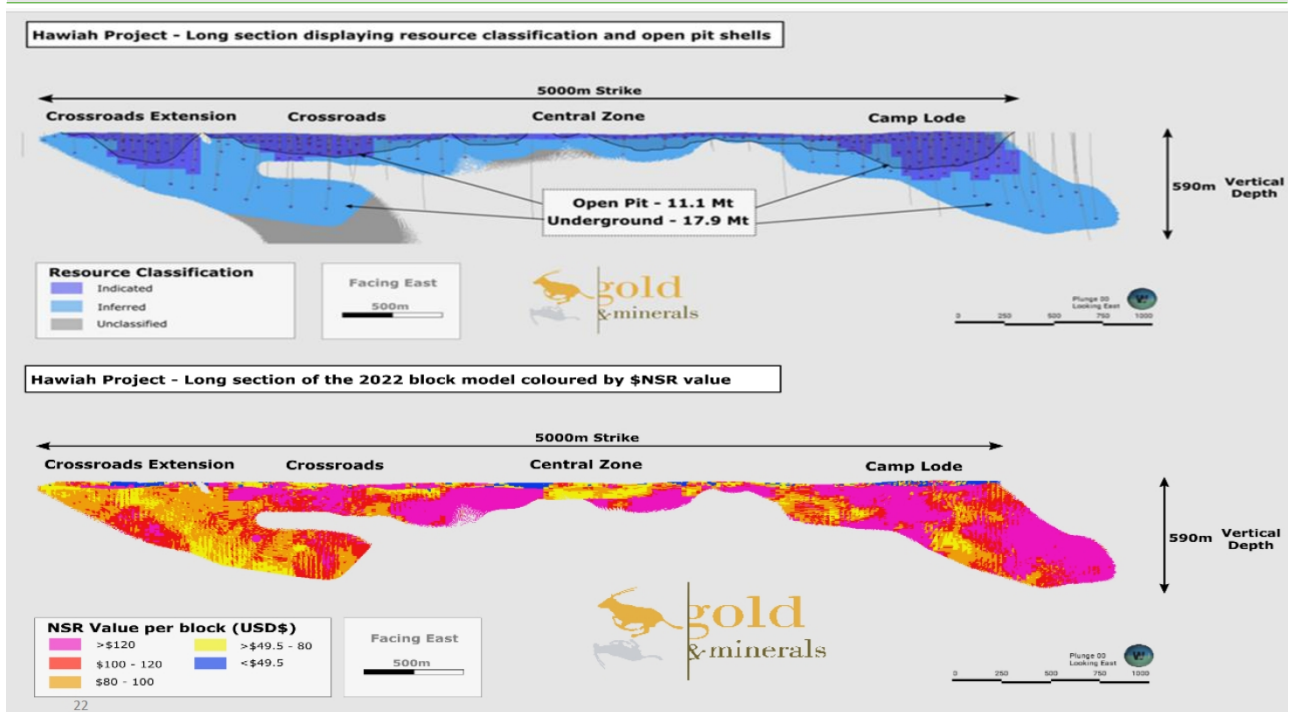 Hawiah Project - Long section displaying resource classification and open pit shells
5000m Strike
Crossroads Extension Crossroads Central Zone Camp Lode
590m Vertical Depth
Open Pit - 11.1 Mt
Underground - 17.9 Mt
Resource Classification
Indicated
Inferred
Unclassified
Facing East
500m
gold
& minerals
Plunge 00
Looking East
0 250 500 750 1000
Hawiah Project - Long section of the 2022 block model coloured by $NSR value
5000m Strike
Crossroads Extension Crossroads Central Zone Camp Lode
590m Vertical Depth
NSR Value per block (USD$)
>$120 >$49.5 - 80
$100 - 120 <$49.5
$80 - 100
Facing East
500m
gold
& minerals
Plunge 00
Looking East
0 250 500 750 1000
22